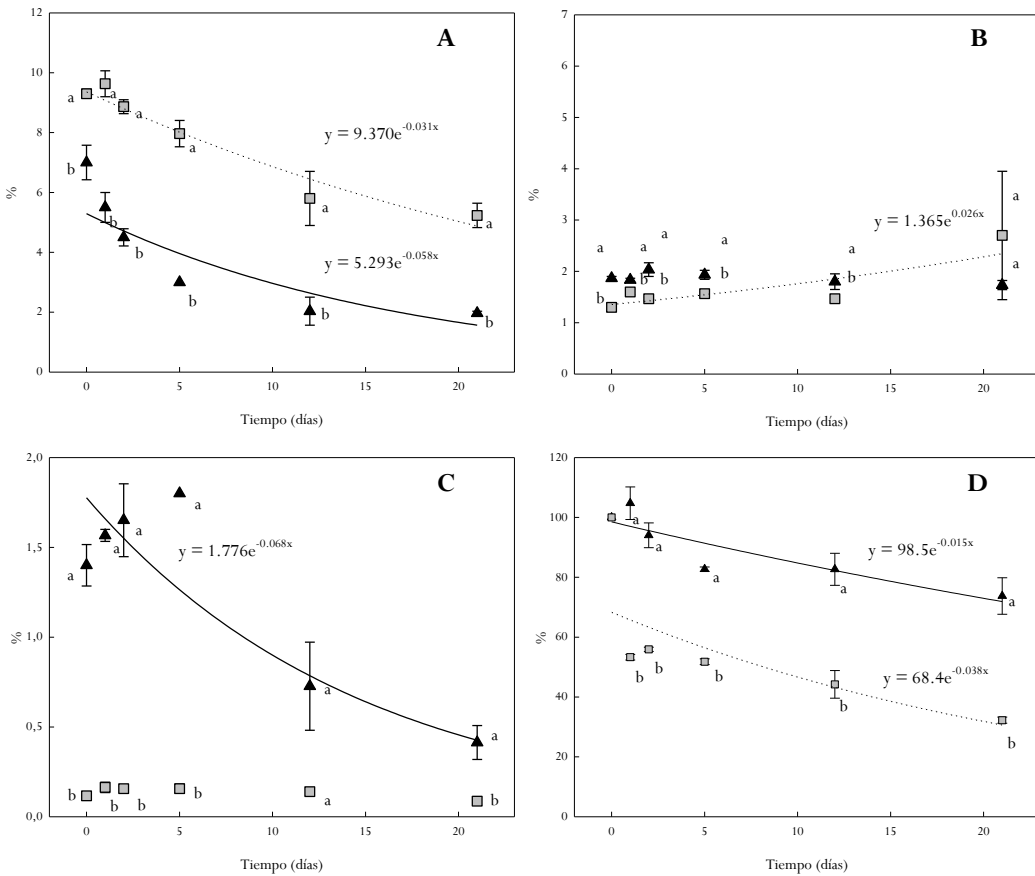 A
12
10
8
6
4
2
0
%
a
a
a
a
a
a
b
b
b
b
b
b
y = 9.370e^-0.031x
y = 5.293e^-0.058x
0
5
10
15
20
Tiempo (días)
B
7
6
5
4
3
2
1
0
%
a
a
a
a
a
a
a
b
b
b
b
b
y = 1.365e^0.026x
0
5
10
15
20
Tiempo (días)
C
2,0
1,5
1,0
0,5
0,0
%
a
a
a
a
a
a
b
b
b
b
a
b
y = 1.776e^-0.068x
0
5
10
15
20
Tiempo (días)
D
120
100
80
60
40
20
0
%
a
a
a
a
a
b
b
b
b
b
y = 98.5e^-0.015x
y = 68.4e^-0.038x
0
5
10
15
20
Tiempo (días)